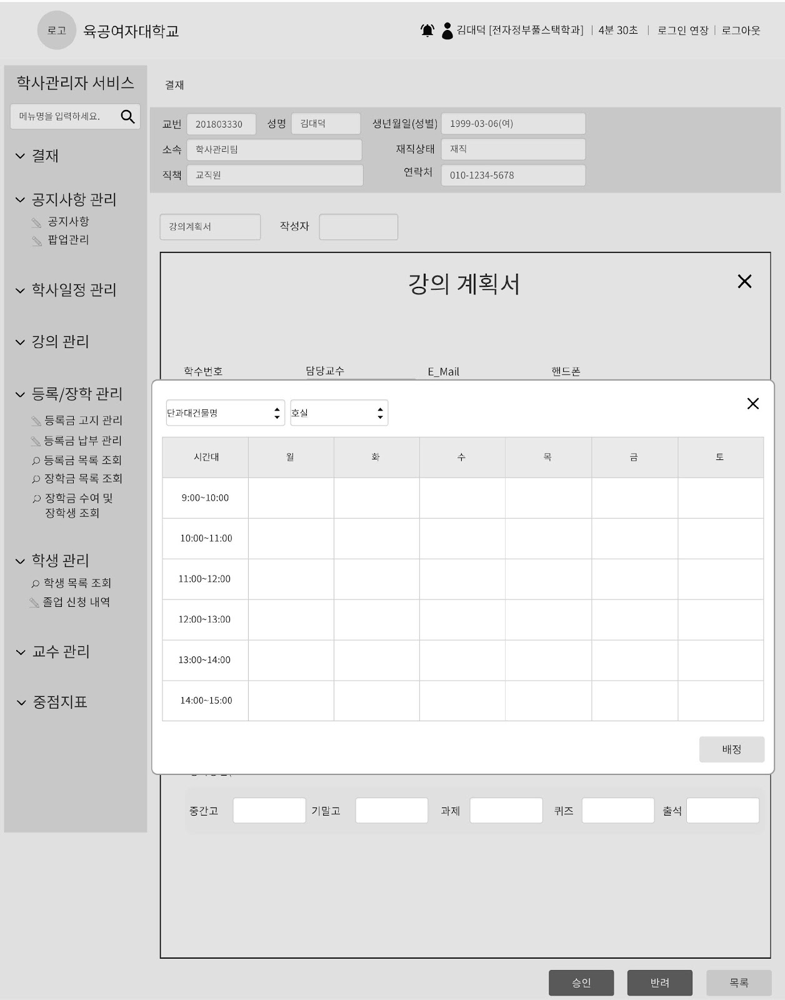 로고 육공여자대학교 김대덕 [전자정부풀스택학과] | 4분 30초 | 로그인 연장 | 로그아웃
학사관리자 서비스
메뉴명을 입력하세요.
결재
공지사항 관리
공지사항
팝업관리
학사일정 관리
강의 관리
등록/장학 관리
등록금 고지 관리
등록금 납부 관리
등록금 목록 조회
장학금 목록 조회
장학금 수여 및
장학생 조회
학생 관리
학생 목록 조회
졸업 신청 내역
교수 관리
중점지표
결재
교번 201803330 성명 김대덕 생년월일(성별) 1999-03-06(여)
소속 학사관리팀 재직상태 재직
직책 교직원 연락처 010-1234-5678
강의계획서 작성자
강의 계획서
학수번호 담당교수 E_Mail 핸드폰
단과대건물명 호실
시간대 월 화 수 목 금 토
9:00~10:00
10:00~11:00
11:00~12:00
12:00~13:00
13:00~14:00
14:00~15:00
배정
중간고 기말고 과제 퀴즈 출석
승인 반려 목록